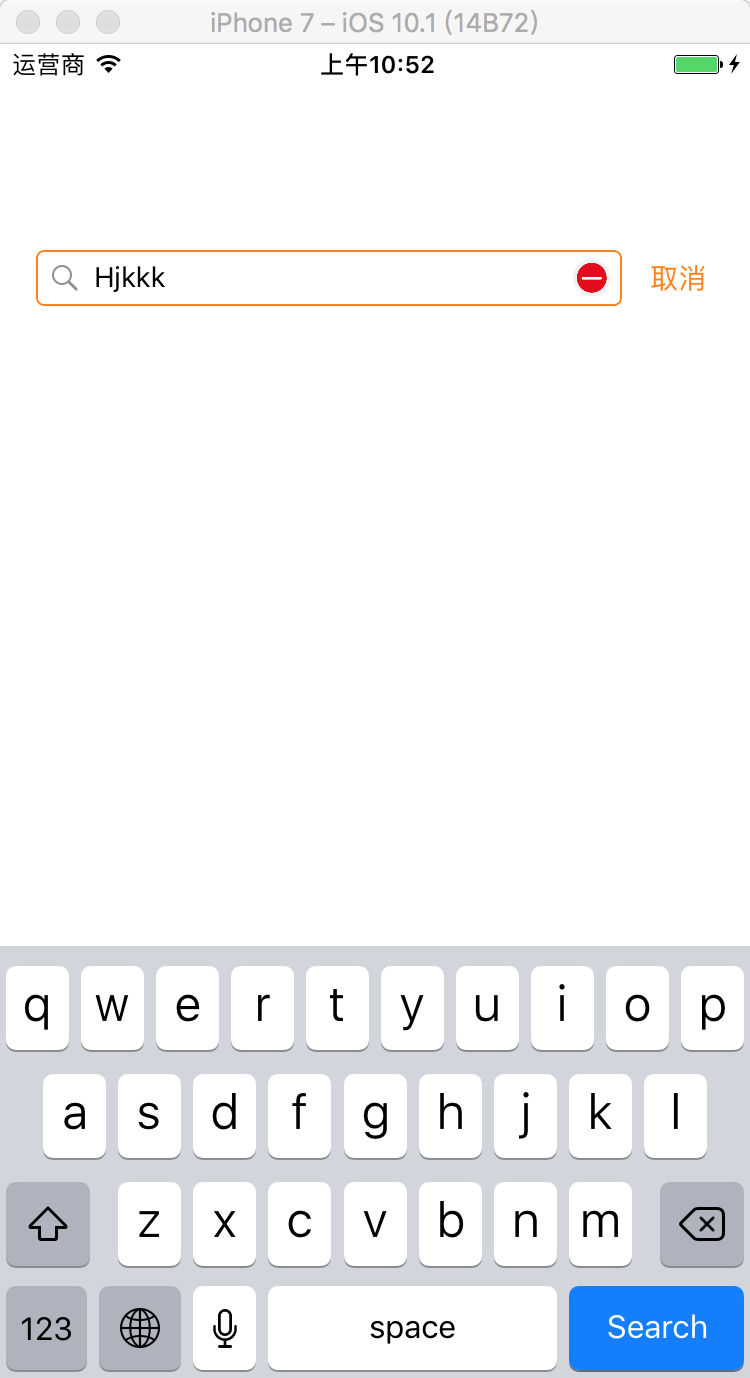 iPhone 7 – iOS 10.1 (14B72)
运营商 上午10:52
Hjkkk 取消
q w e r t y u i o p
a s d f g h j k l
z x c v b n m
123 space Search